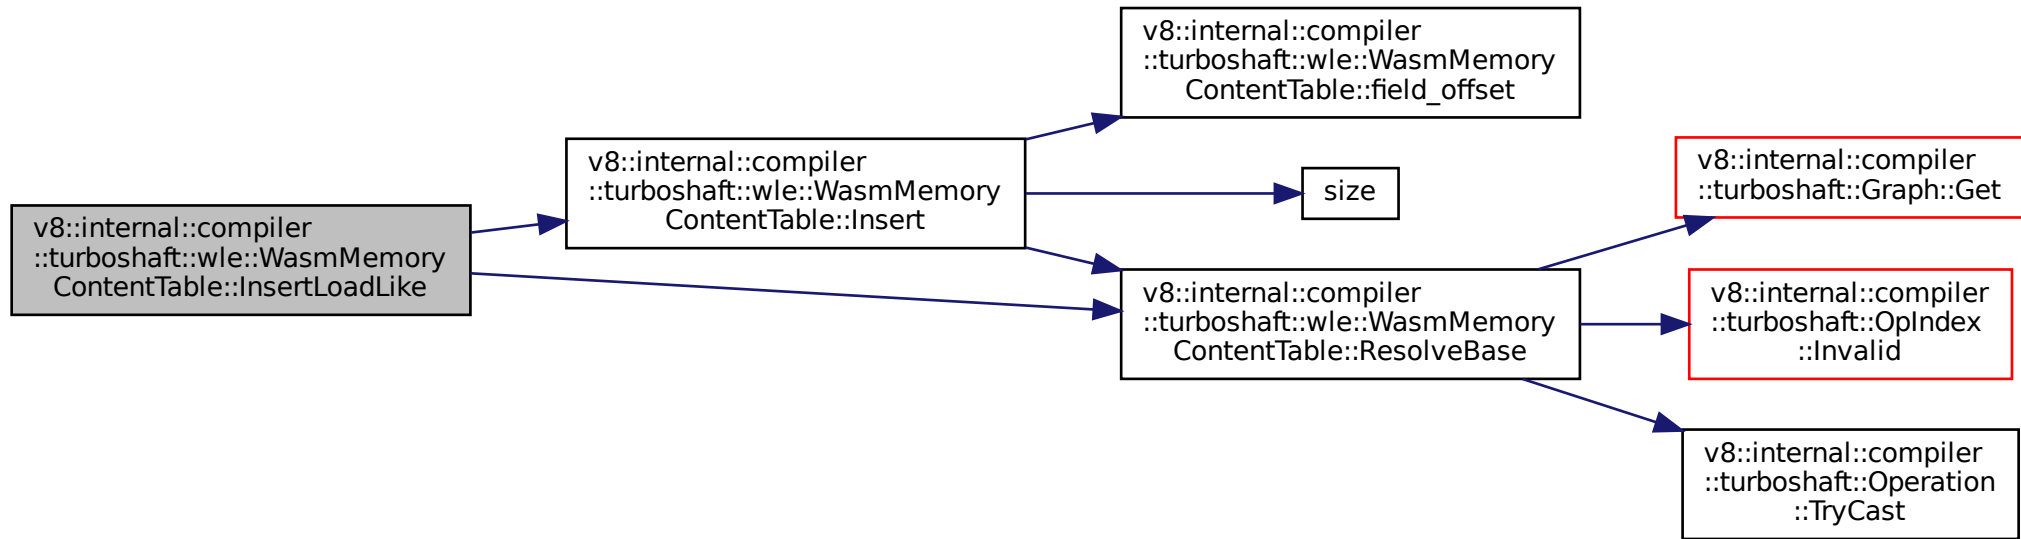 v8::internal::compiler
::turboshaft::wle::WasmMemory
ContentTable::InsertLoadLike
v8::internal::compiler
::turboshaft::wle::WasmMemory
ContentTable::Insert
v8::internal::compiler
::turboshaft::wle::WasmMemory
ContentTable::field_offset
size
v8::internal::compiler
::turboshaft::wle::WasmMemory
ContentTable::ResolveBase
v8::internal::compiler
::turboshaft::Graph::Get
v8::internal::compiler
::turboshaft::OpIndex
::Invalid
v8::internal::compiler
::turboshaft::Operation
::TryCast